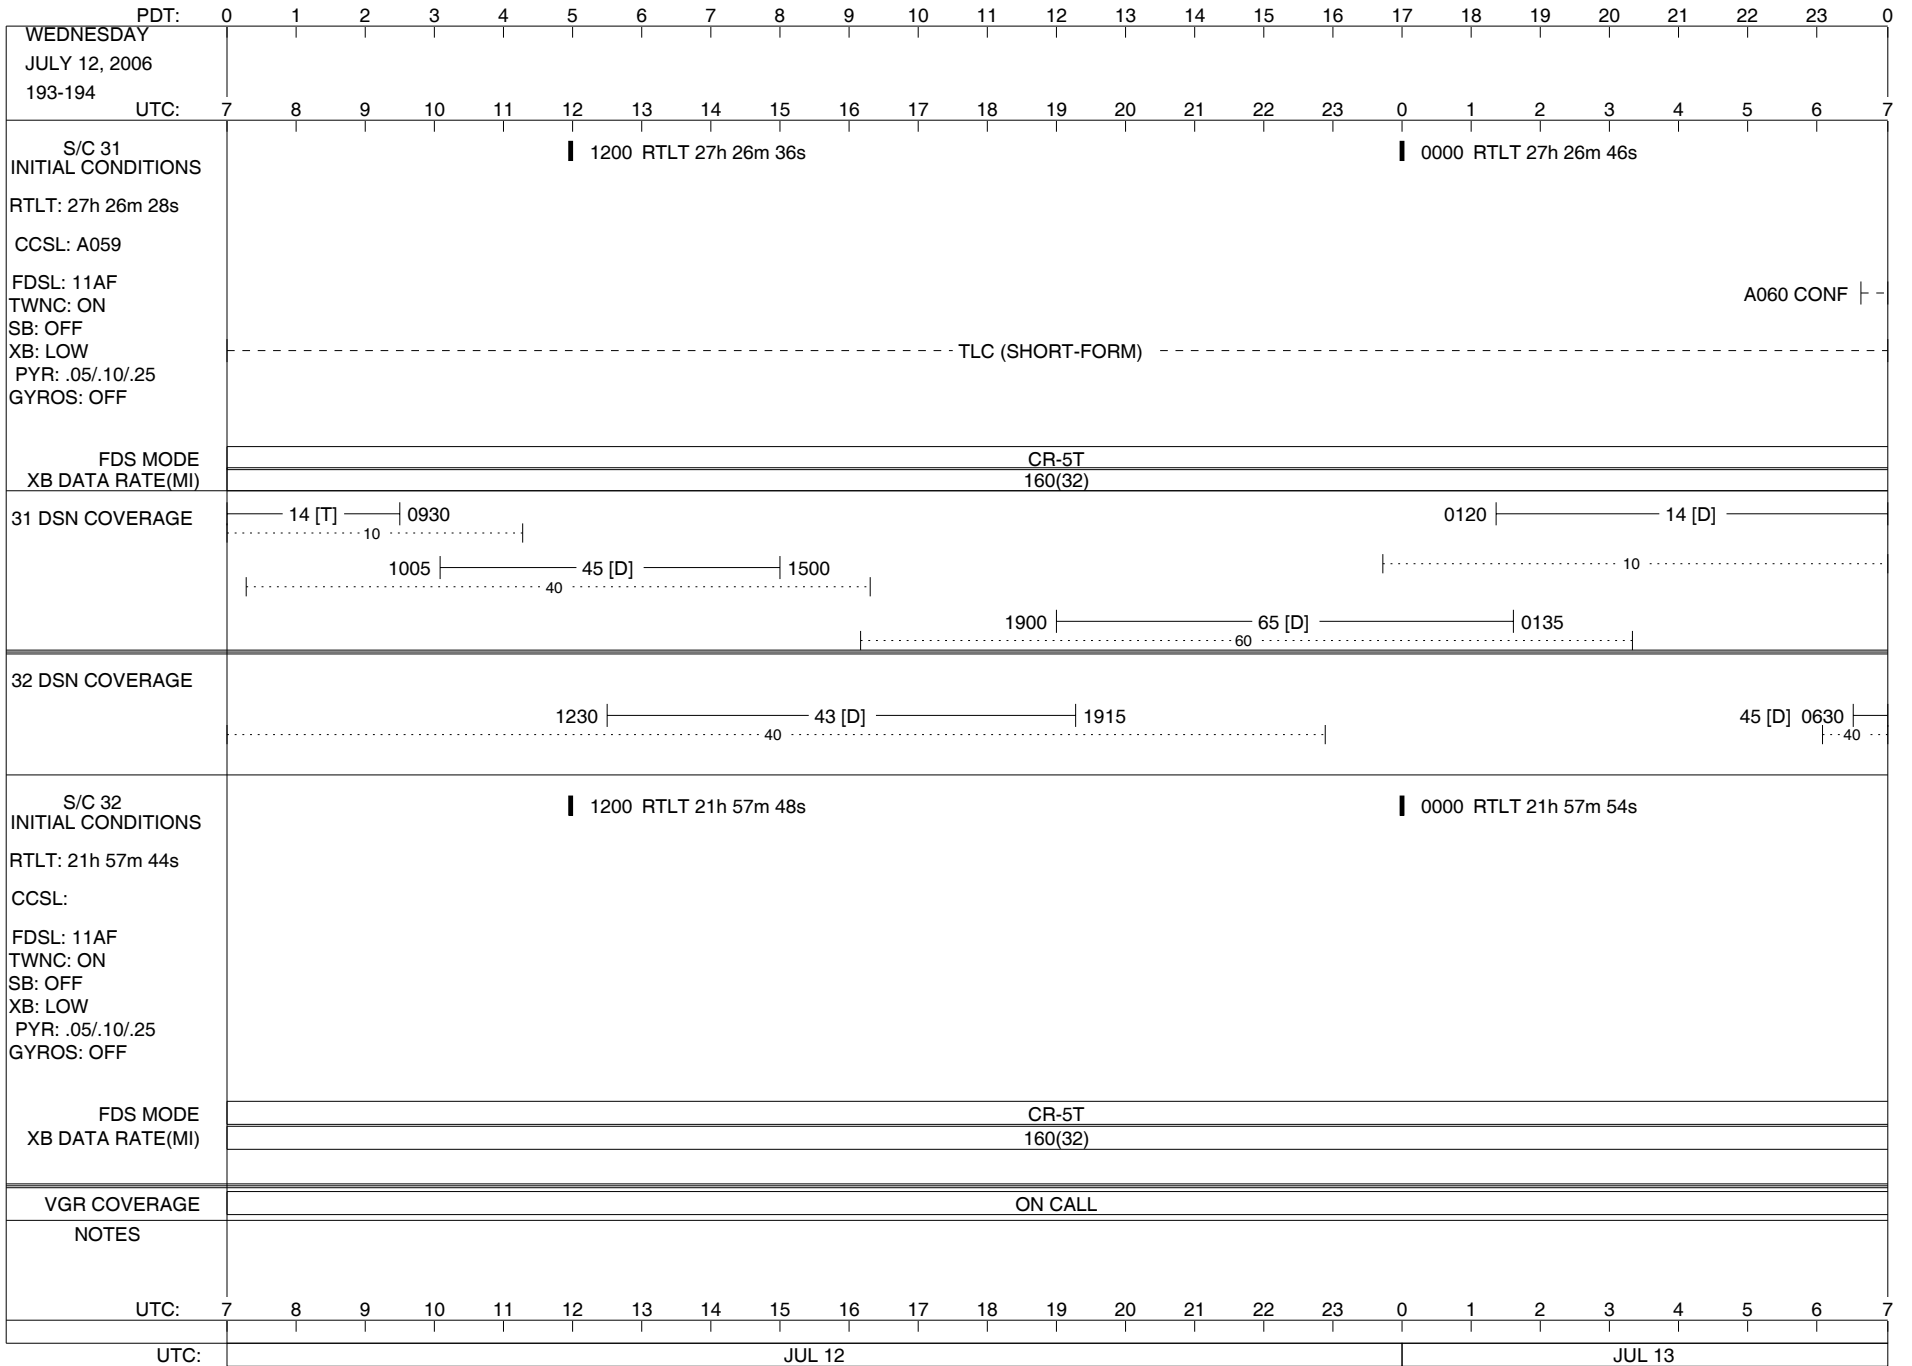 PDT: 0 1 2 3 4 5 6 7 8 9 10 11 12 13 14 15 16 17 18 19 20 21 22 23 0
WEDNESDAY
JULY 12, 2006
193-194
UTC: 7 8 9 10 11 12 13 14 15 16 17 18 19 20 21 22 23 0 1 2 3 4 5 6 7
S/C 31
INITIAL CONDITIONS
1200 RTLT 27h 26m 36s
0000 RTLT 27h 26m 46s
RTLT: 27h 26m 28s
CCSL: A059
FDSL: 11AF
A060 CONF
TWNC: ON
SB: OFF
XB: LOW
TLC (SHORT-FORM)
PYR: .05/.10/.25
GYROS: OFF
FDS MODE CR-5T
XB DATA RATE(MI) 160(32)
31 DSN COVERAGE
14 [T] 0930
0120 14 [D]
10
1005 45 [D] 1500
10
40
1900 65 [D] 0135
60
32 DSN COVERAGE
1230 43 [D] 1915
45 [D] 0630
40
40
S/C 32
INITIAL CONDITIONS
1200 RTLT 21h 57m 48s
0000 RTLT 21h 57m 54s
RTLT: 21h 57m 44s
CCSL:
FDSL: 11AF
TWNC: ON
SB: OFF
XB: LOW
PYR: .05/.10/.25
GYROS: OFF
FDS MODE CR-5T
XB DATA RATE(MI) 160(32)
VGR COVERAGE ON CALL
NOTES
UTC: 7 8 9 10 11 12 13 14 15 16 17 18 19 20 21 22 23 0 1 2 3 4 5 6 7
UTC: JUL 12 JUL 13